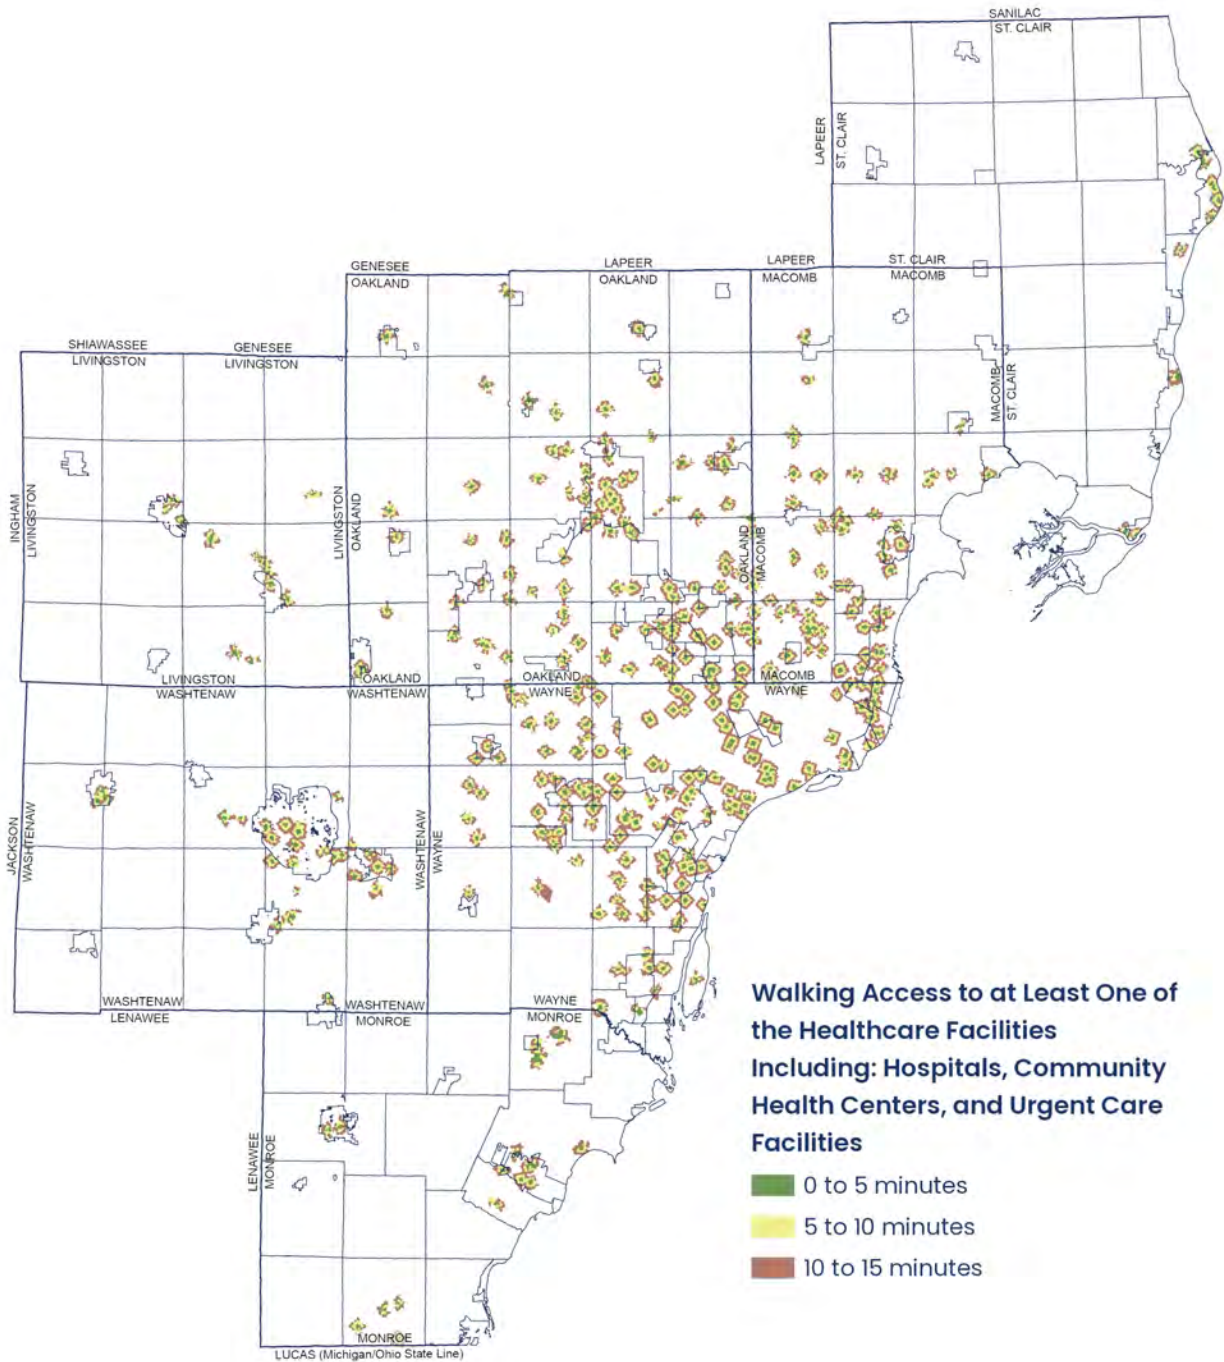 SANILAC
ST. CLAIR
LAPEER
ST. CLAIR
GENESEE
OAKLAND
LAPEER
OAKLAND
LAPEER
MACOMB
ST. CLAIR
MACOMB
SHIAWASSEE
LIVINGSTON
GENESEE
LIVINGSTON
MACOMB
ST. CLAIR
INGHAM
LIVINGSTON
LIVINGSTON
OAKLAND
OAKLAND
MACOMB
LIVINGSTON
WASHTENAW
OAKLAND
WASHTENAW
OAKLAND
WAYNE
MACOMB
WAYNE
JACKSON
WASHTENAW
WASHTENAW
WAYNE
WASHTENAW
LENAWEE
WASHTENAW
MONROE
WAYNE
MONROE
LENAWEE
MONROE
MONROE
LUCAS (Michigan/Ohio State Line)
Walking Access to at Least One of
the Healthcare Facilities
Including: Hospitals, Community
Health Centers, and Urgent Care
Facilities
0 to 5 minutes
5 to 10 minutes
10 to 15 minutes